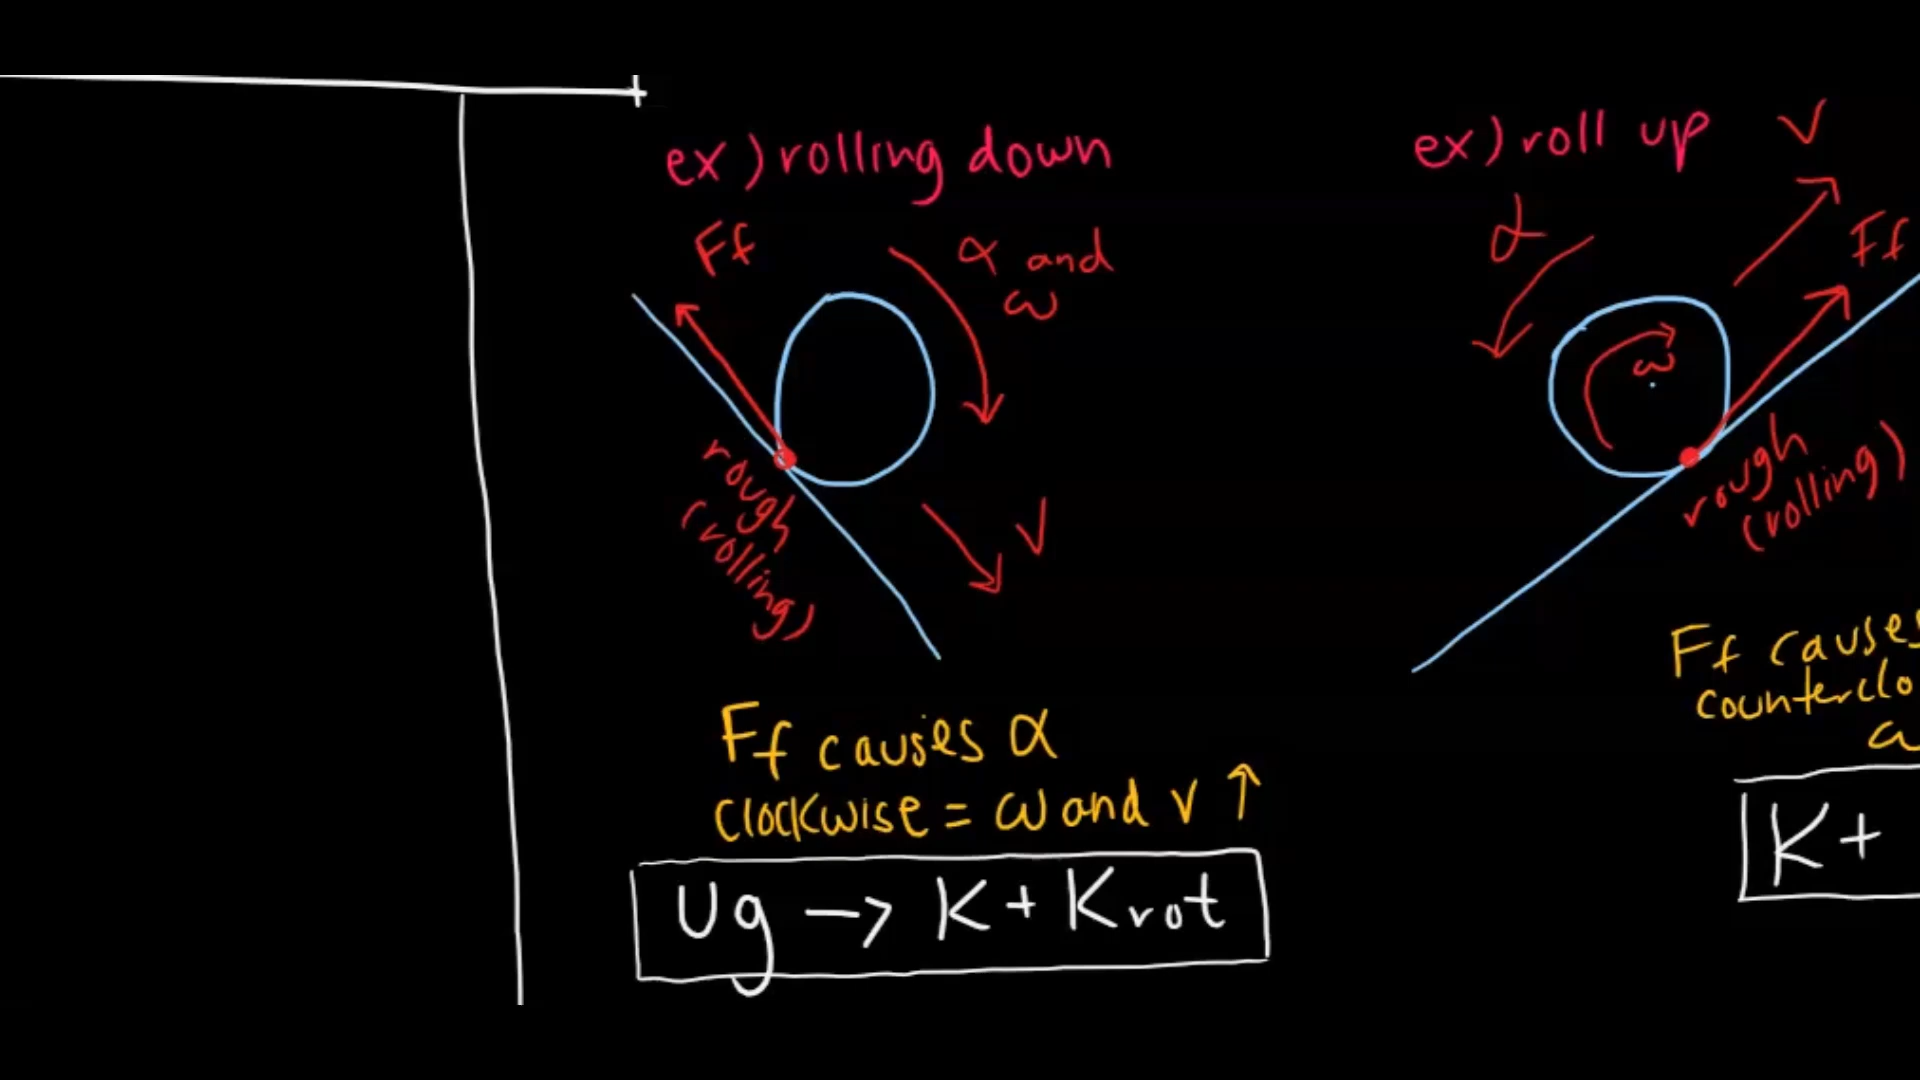 ex) rolling down
Ff
α and
ω
rough
(rolling)
V
Ff causes α
clockwise = ω and v ↑
Ug -> K + Krot
ex) roll up
V
α
Ff
ω
rough
(rolling)
Ff causes
counterclo
K +